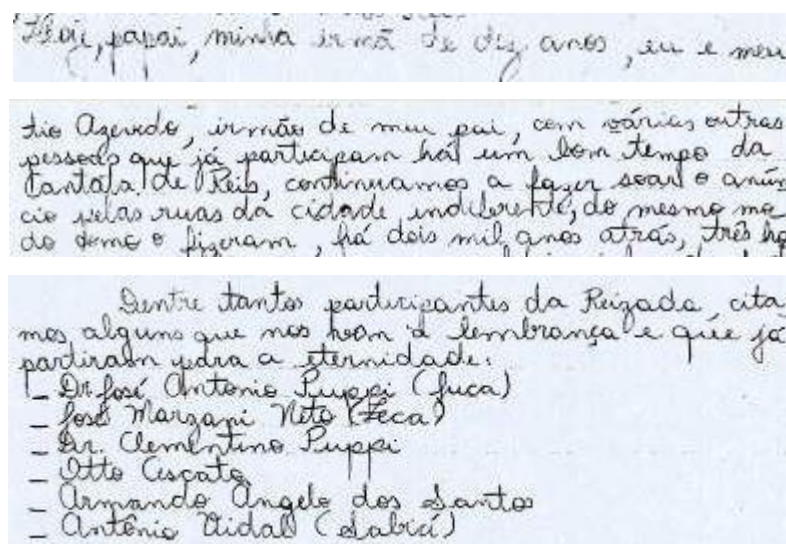 Hoje, papai, minha irmã de dez anos, eu e meu
tio Azevedo, irmão de meu pai, com várias outras
pessoas que já participam há um bom tempo da
Cantata de Reis, continuamos a fazer soar o anún
cio pelas ruas da cidade indiferente, do mesmo mo
do como o fizeram, há dois mil anos atrás, três ho
Dentre tantos participantes da Reizada, cita
mos alguns que nos vem à lembrança e que já
partiram para a eternidade:
- Dr. José Antonio Puppi (Juca)
- José Marzani Neto (Zeca)
- Dr. Clementino Puppi
- Otto Cescato
- Armando Angelo dos Santos
- Antônio Vidal (Sabiá)